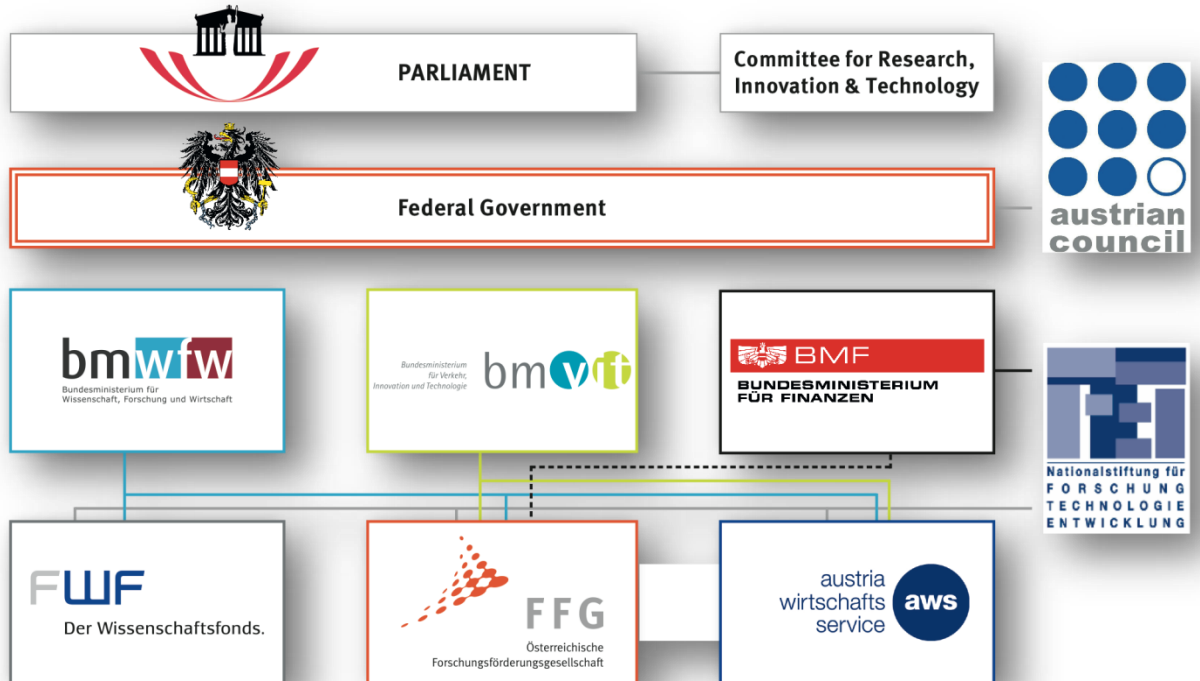 PARLIAMENT
Committee for Research,
Innovation & Technology
austrian
council
Federal Government
bmwfw
Bundesministerium für
Wissenschaft, Forschung und Wirtschaft
Bundesministerium
für Verkehr,
Innovation und Technologie
bmvit
BMF
BUNDESMINISTERIUM
FÜR FINANZEN
Nationalstiftung für
FORSCHUNG
TECHNOLOGIE
ENTWICKLUNG
FWF
Der Wissenschaftsfonds.
FFG
Österreichische
Forschungsförderungsgesellschaft
austria
wirtschafts
service
aws